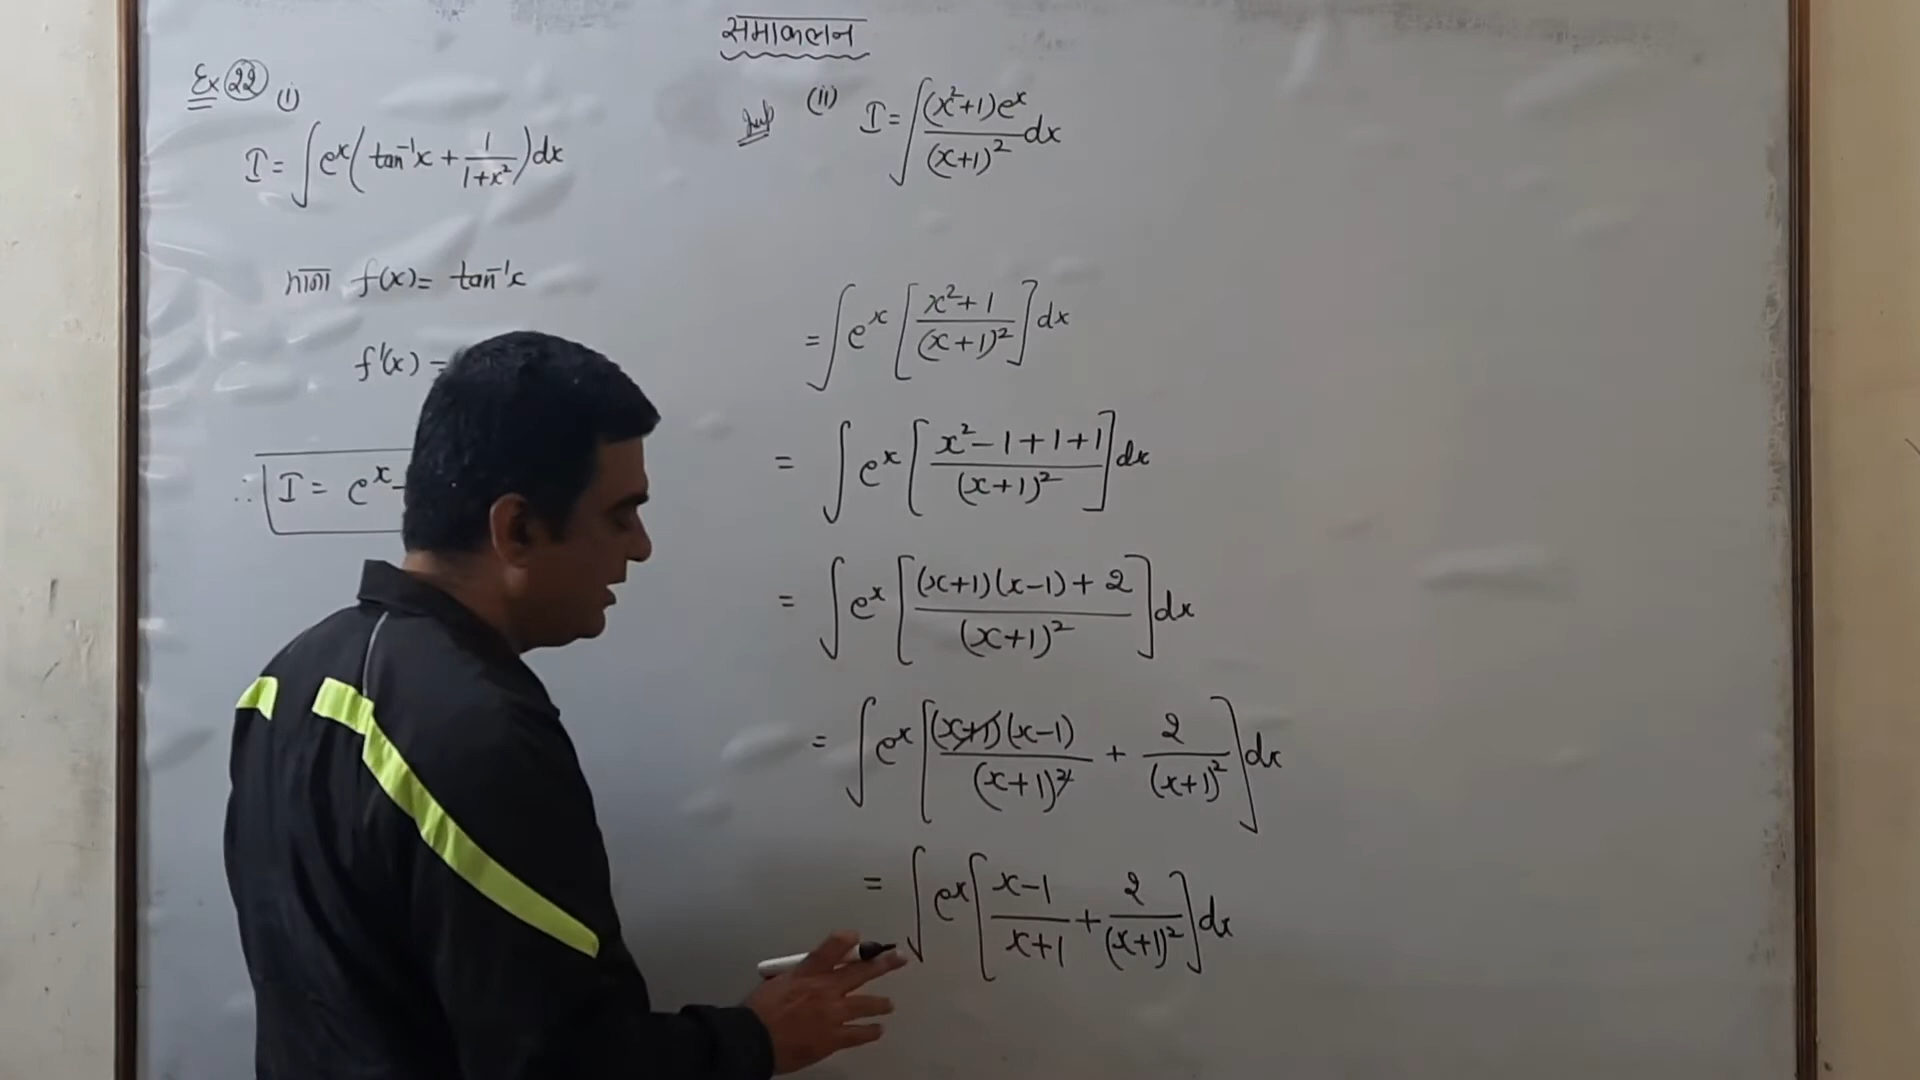 समाकलन
Ex 22 (i)
I = ∫ eˣ ( tan⁻¹x + 1/(1+x²) ) dx
माना f(x) = tan⁻¹x
f'(x) =
∴ I = eˣ
(ii) I = ∫ (x²+1)eˣ/(x+1)² dx
= ∫ eˣ [ (x²+1)/(x+1)² ] dx
= ∫ eˣ [ (x²-1+1+1)/(x+1)² ] dx
= ∫ eˣ [ ((x+1)(x-1)+2)/(x+1)² ] dx
= ∫ eˣ [ (x+1)(x-1)/(x+1)² + 2/(x+1)² ] dx
= ∫ eˣ [ (x-1)/(x+1) + 2/(x+1)² ] dx